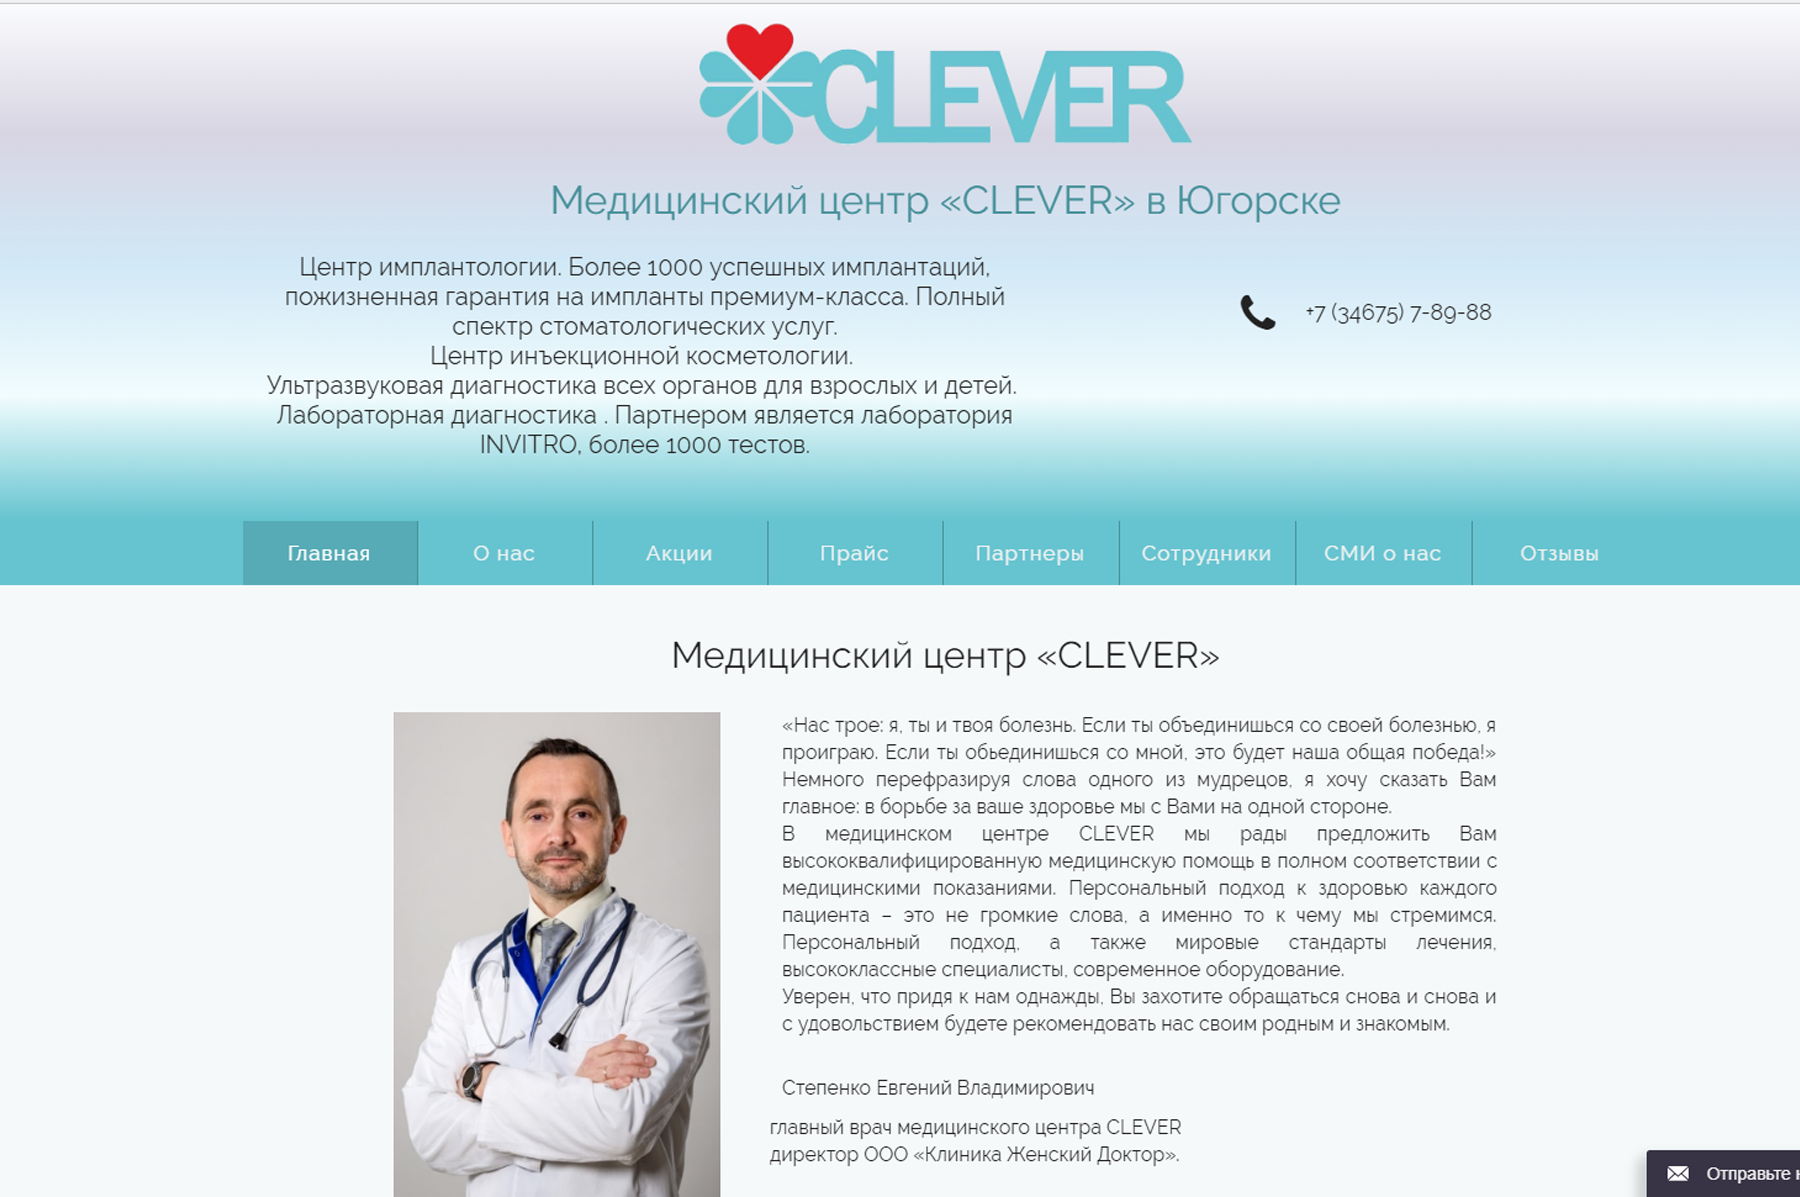 CLEVER
Медицинский центр «CLEVER» в Югорске
Центр имплантологии. Более 1000 успешных имплантаций,
пожизненная гарантия на импланты премиум-класса. Полный
спектр стоматологических услуг.
Центр инъекционной косметологии.
Ультразвуковая диагностика всех органов для взрослых и детей.
Лабораторная диагностика . Партнером является лаборатория
INVITRO, более 1000 тестов.
+7 (34675) 7-89-88
Главная О нас Акции Прайс Партнеры Сотрудники СМИ о нас Отзывы
Медицинский центр «CLEVER»
«Нас трое: я, ты и твоя болезнь. Если ты объединишься со своей болезнью, я
проиграю. Если ты обьединишься со мной, это будет наша общая победа!»
Немного перефразируя слова одного из мудрецов, я хочу сказать Вам
главное: в борьбе за ваше здоровье мы с Вами на одной стороне.
В медицинском центре CLEVER мы рады предложить Вам
высококвалифицированную медицинскую помощь в полном соответствии с
медицинскими показаниями. Персональный подход к здоровью каждого
пациента – это не громкие слова, а именно то к чему мы стремимся.
Персональный подход, а также мировые стандарты лечения,
высококлассные специалисты, современное оборудование.
Уверен, что придя к нам однажды, Вы захотите обращаться снова и снова и
с удовольствием будете рекомендовать нас своим родным и знакомым.
Степенко Евгений Владимирович
главный врач медицинского центра CLEVER
директор ООО «Клиника Женский Доктор».
Отправьте